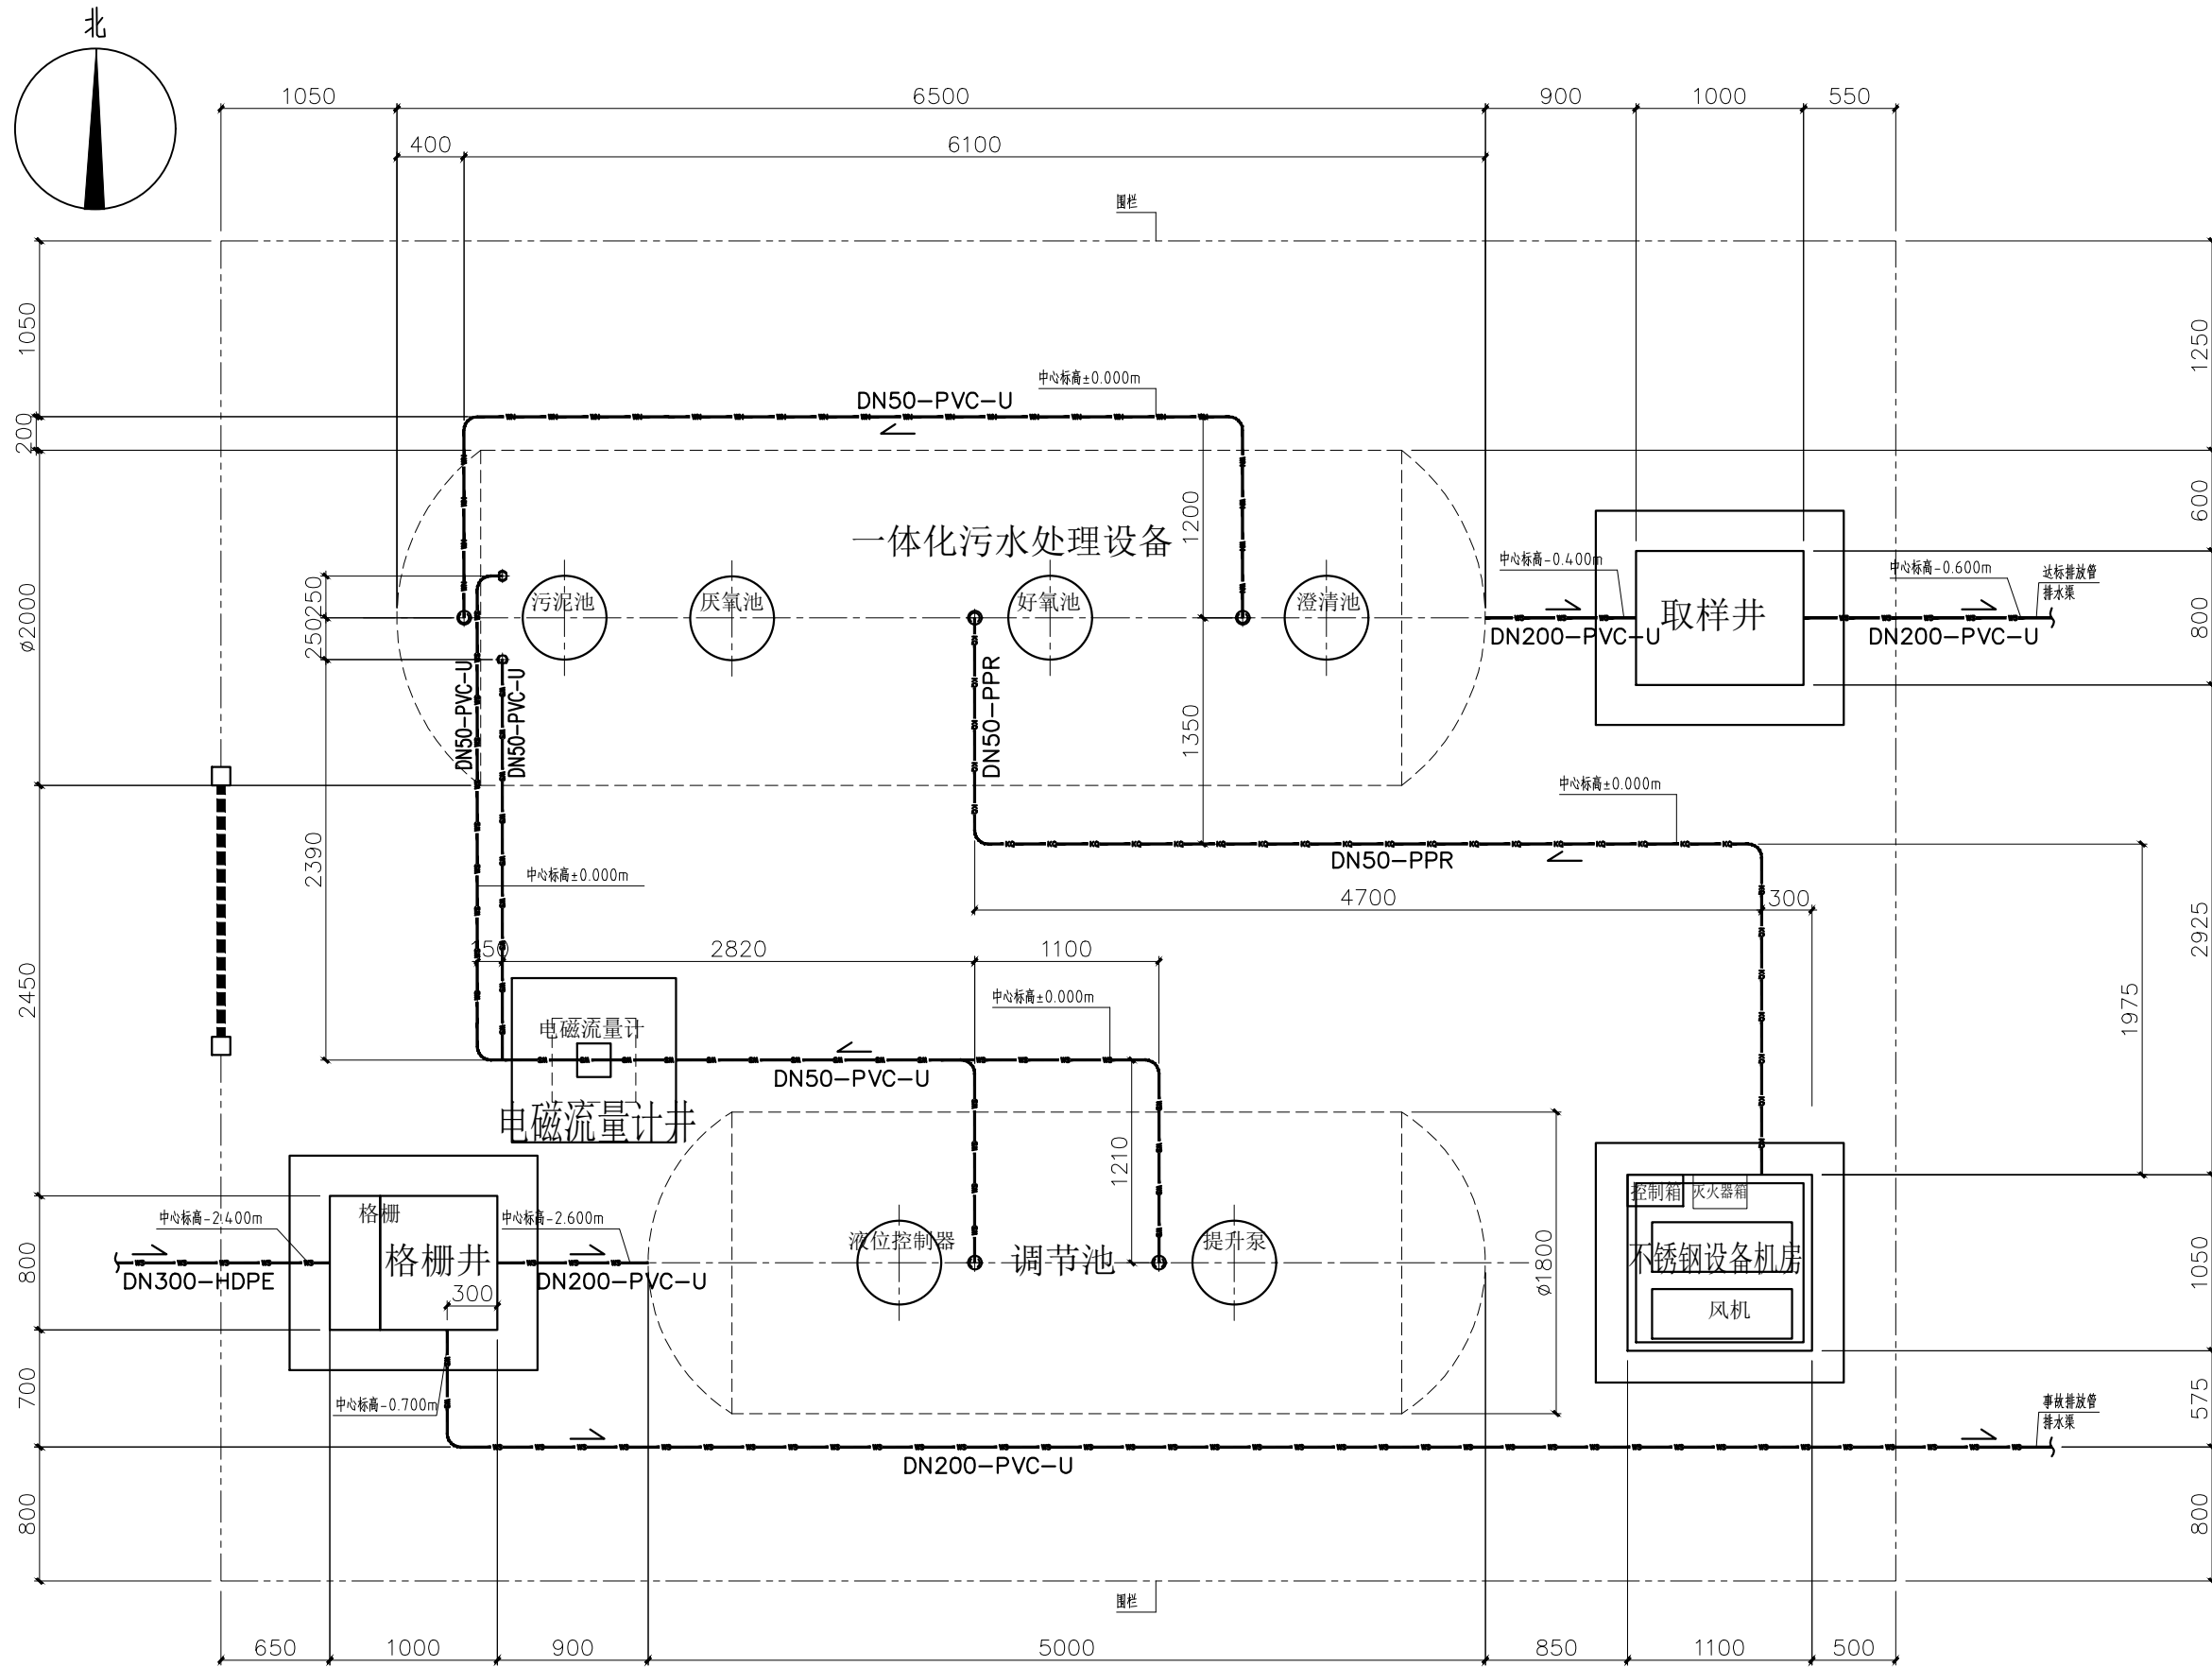 北
1050
6500
900
1000
550
400
6100
围栏
1050
1250
中心标高±0.000m
DN50-PVC-U
200
600
一体化污水处理设备
1200
中心标高-0.400m
中心标高-0.600m
达标排放管
排水渠
250
250
污泥池
厌氧池
好氧池
澄清池
取样井
800
ø2000
DN200-PVC-U
DN200-PVC-U
DN50-PVC-U
DN50-PVC-U
DN50-PPR
1350
中心标高±0.000m
2390
中心标高±0.000m
DN50-PPR
4700
300
2925
150
2820
1100
2450
中心标高±0.000m
1975
电磁流量计
DN50-PVC-U
电磁流量计井
1210
控制箱
灭火器箱
中心标高-2.400m
格栅
中心标高-2.600m
液位控制器
提升泵
800
格栅井
调节池
ø1800
不锈钢设备机房
1050
DN300-HDPE
DN200-PVC-U
300
风机
700
中心标高-0.700m
575
事故排放管
排水渠
DN200-PVC-U
800
800
围栏
650
1000
900
5000
850
1100
500